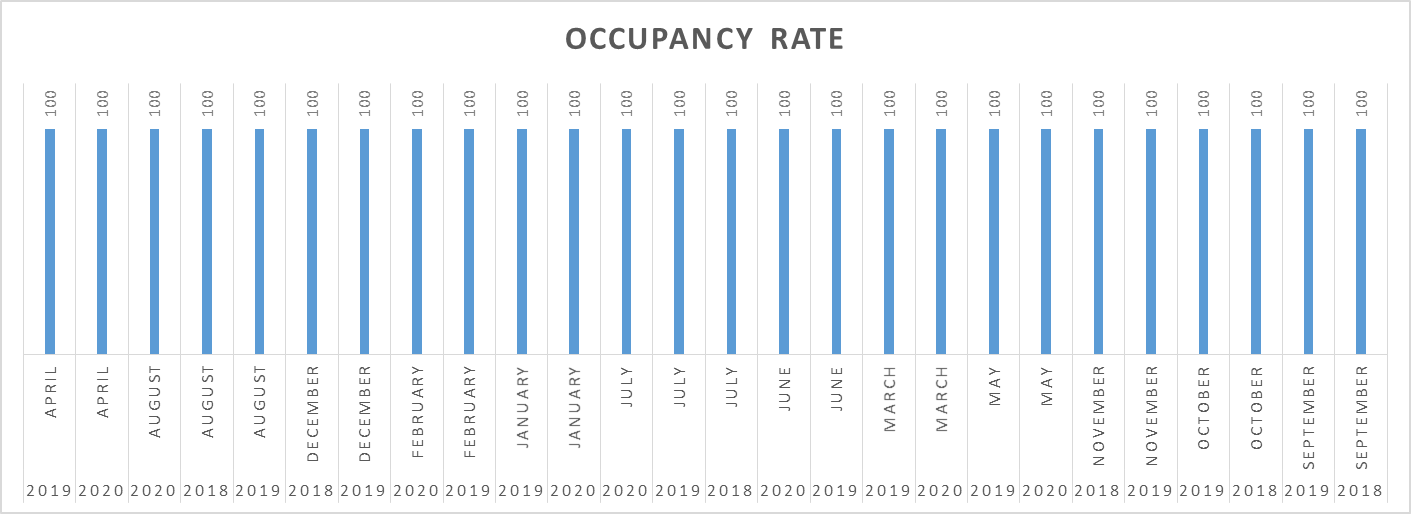 OCCUPANCY RATE
100 100 100 100 100 100 100 100 100 100 100 100 100 100 100 100 100 100 100 100 100 100 100 100 100 100
APRIL APRIL AUGUST AUGUST AUGUST DECEMBER DECEMBER FEBRUARY FEBRUARY JANUARY JANUARY JULY JULY JULY JUNE JUNE MARCH MARCH MAY MAY NOVEMBER NOVEMBER OCTOBER OCTOBER SEPTEMBER SEPTEMBER
2019 2020 2020 2018 2019 2018 2019 2020 2019 2019 2020 2020 2019 2018 2020 2019 2019 2020 2019 2020 2018 2019 2019 2018 2019 2018